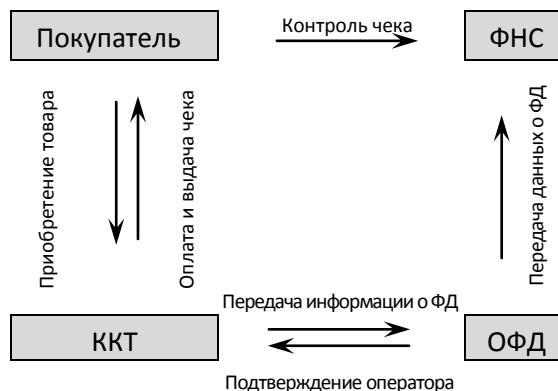 Контроль чека
Покупатель
ФНС
Приобретение товара
Оплата и выдача чека
Передача данных о ФД
Передача информации о ФД
ККТ
ОФД
Подтверждение оператора